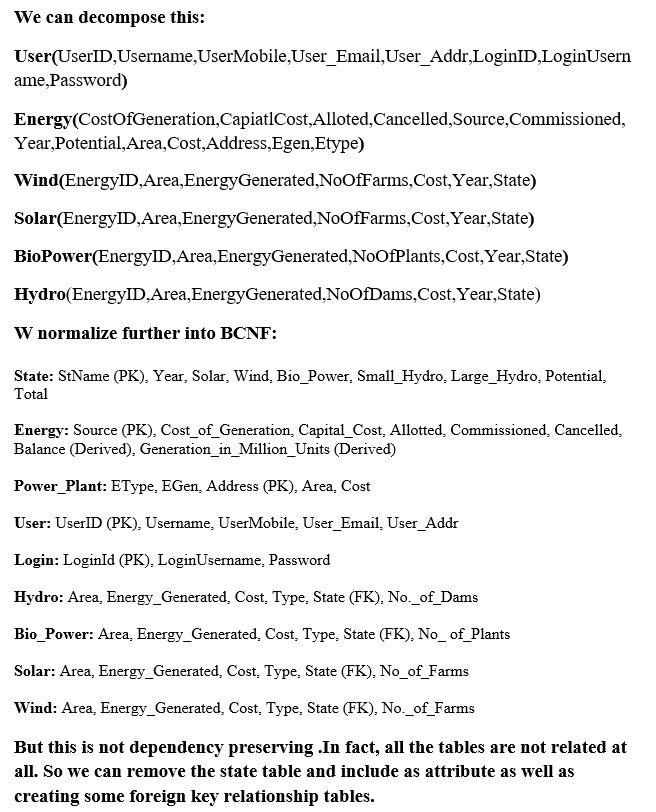 We can decompose this:
User(UserID,Username,UserMobile,User_Email,User_Addr,LoginID,LoginUsern
ame,Password)
Energy(CostOfGeneration,CapiatlCost,Alloted,Cancelled,Source,Commissioned,
Year,Potential,Area,Cost,Address,Egen,Etype)
Wind(EnergyID,Area,EnergyGenerated,NoOfFarms,Cost,Year,State)
Solar(EnergyID,Area,EnergyGenerated,NoOfFarms,Cost,Year,State)
BioPower(EnergyID,Area,EnergyGenerated,NoOfPlants,Cost,Year,State)
Hydro(EnergyID,Area,EnergyGenerated,NoOfDams,Cost,Year,State)
W normalize further into BCNF:
State: StName (PK), Year, Solar, Wind, Bio_Power, Small_Hydro, Large_Hydro, Potential,
Total
Energy: Source (PK), Cost_of_Generation, Capital_Cost, Allotted, Commissioned, Cancelled,
Balance (Derived), Generation_in_Million_Units (Derived)
Power_Plant: EType, EGen, Address (PK), Area, Cost
User: UserID (PK), Username, UserMobile, User_Email, User_Addr
Login: LoginId (PK), LoginUsername, Password
Hydro: Area, Energy_Generated, Cost, Type, State (FK), No._of_Dams
Bio_Power: Area, Energy_Generated, Cost, Type, State (FK), No_ of_Plants
Solar: Area, Energy_Generated, Cost, Type, State (FK), No_of_Farms
Wind: Area, Energy_Generated, Cost, Type, State (FK), No._of_Farms
But this is not dependency preserving .In fact, all the tables are not related at
all. So we can remove the state table and include as attribute as well as
creating some foreign key relationship tables.